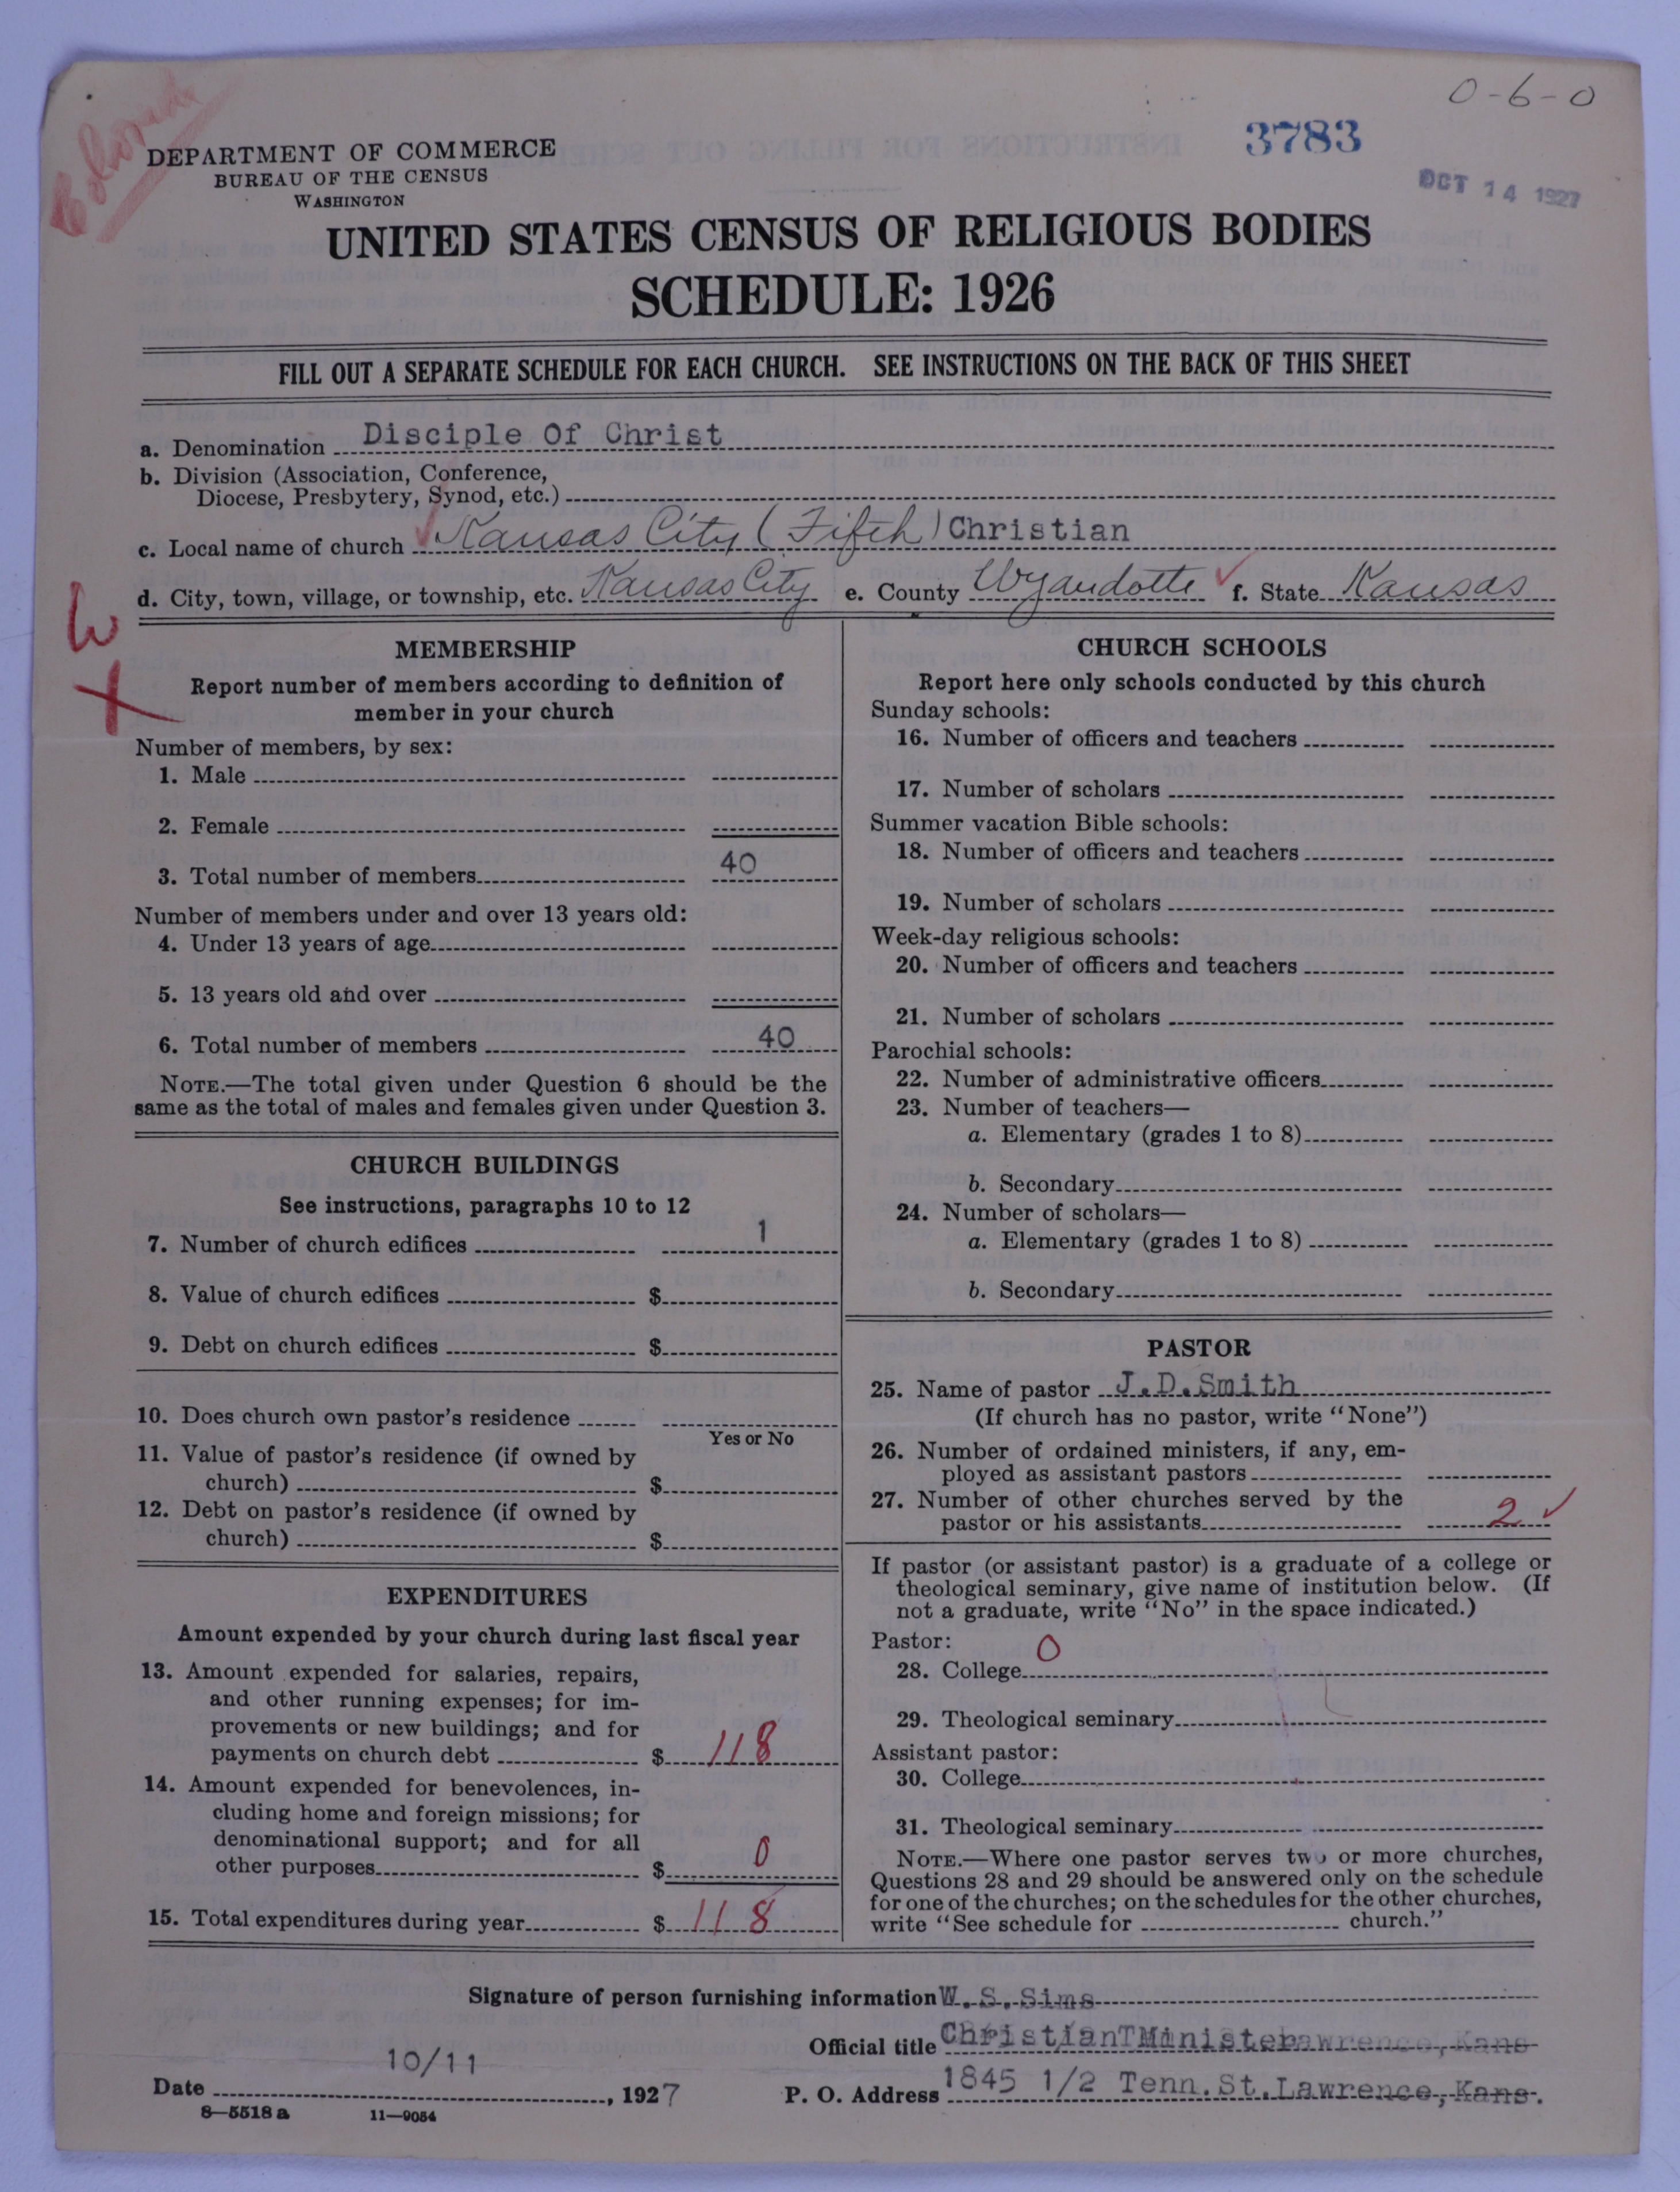 Colored
0-6-0
3783
OCT 14 1927
DEPARTMENT OF COMMERCE
BUREAU OF THE CENSUS
WASHINGTON
UNITED STATES CENSUS OF RELIGIOUS BODIES
SCHEDULE: 1926
FILL OUT A SEPARATE SCHEDULE FOR EACH CHURCH. SEE INSTRUCTIONS ON THE BACK OF THIS SHEET
a. Denomination Disciple Of Christ
b. Division (Association, Conference,
Diocese, Presbytery, Synod, etc.)
c. Local name of church Kansas City (Fifth) Christian
d. City, town, village, or township, etc. Kansas City e. County Wyandotte f. State Kansas
W
X
MEMBERSHIP
Report number of members according to definition of
member in your church
Number of members, by sex:
1. Male
2. Female
3. Total number of members 40
Number of members under and over 13 years old:
4. Under 13 years of age
5. 13 years old and over
6. Total number of members 40
NOTE.—The total given under Question 6 should be the
same as the total of males and females given under Question 3.
CHURCH BUILDINGS
See instructions, paragraphs 10 to 12
7. Number of church edifices 1
8. Value of church edifices $
9. Debt on church edifices $
10. Does church own pastor's residence
Yes or No
11. Value of pastor's residence (if owned by
church) $
12. Debt on pastor's residence (if owned by
church) $
EXPENDITURES
Amount expended by your church during last fiscal year
13. Amount expended for salaries, repairs,
and other running expenses; for im-
provements or new buildings; and for
payments on church debt $ 118
14. Amount expended for benevolences, in-
cluding home and foreign missions; for
denominational support; and for all
other purposes $ 0
15. Total expenditures during year $ 118
CHURCH SCHOOLS
Report here only schools conducted by this church
Sunday schools:
16. Number of officers and teachers
17. Number of scholars
Summer vacation Bible schools:
18. Number of officers and teachers
19. Number of scholars
Week-day religious schools:
20. Number of officers and teachers
21. Number of scholars
Parochial schools:
22. Number of administrative officers
23. Number of teachers—
a. Elementary (grades 1 to 8)
b. Secondary
24. Number of scholars—
a. Elementary (grades 1 to 8)
b. Secondary
PASTOR
25. Name of pastor J.D.Smith
(If church has no pastor, write "None")
26. Number of ordained ministers, if any, em-
ployed as assistant pastors
27. Number of other churches served by the
pastor or his assistants 2
If pastor (or assistant pastor) is a graduate of a college or
theological seminary, give name of institution below. (If
not a graduate, write "No" in the space indicated.)
Pastor:
28. College 0
29. Theological seminary
Assistant pastor:
30. College
31. Theological seminary
NOTE.—Where one pastor serves two or more churches,
Questions 28 and 29 should be answered only on the schedule
for one of the churches; on the schedules for the other churches,
write "See schedule for church."
Signature of person furnishing information W. S. Sims
Official title Christian Minister Lawrence, Kans
Date 10/11, 1927 P. O. Address 1845 1/2 Tenn. St. Lawrence, Kans.
8—5518 a 11—9054